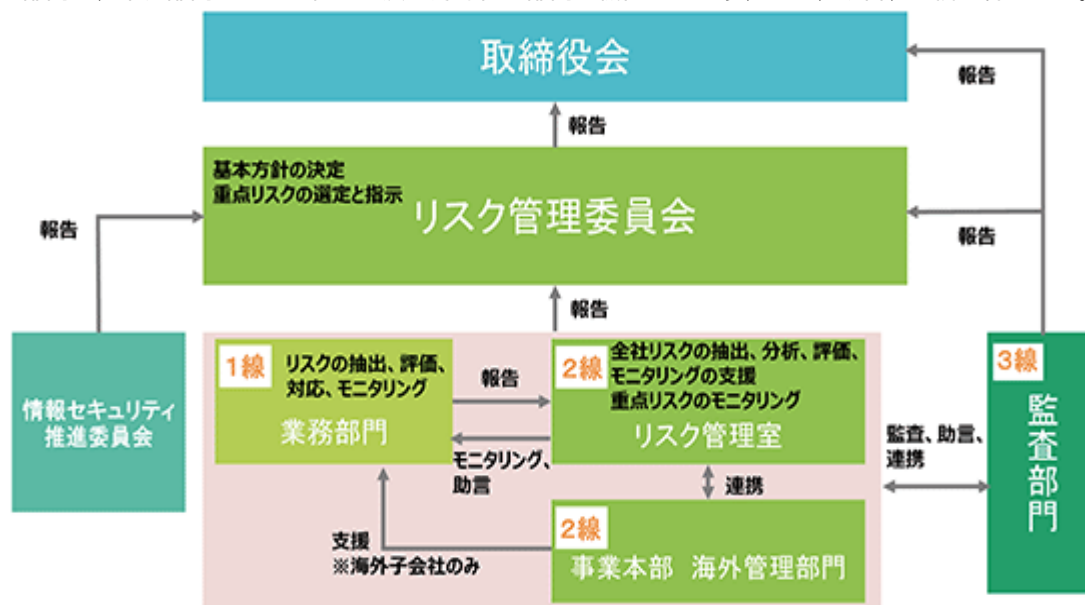 取締役会
報告
報告
基本方針の決定
重点リスクの選定と指示
リスク管理委員会
報告
報告
報告
1線
リスクの抽出、評価、
対応、モニタリング
業務部門
報告
モニタリング、
助言
2線
全社リスクの抽出、分析、評価、
モニタリングの支援
重点リスクのモニタリング
リスク管理室
3線
監査部門
情報セキュリティ
推進委員会
監査、助言、
連携
連携
支援
※海外子会社のみ
2線
事業本部 海外管理部門